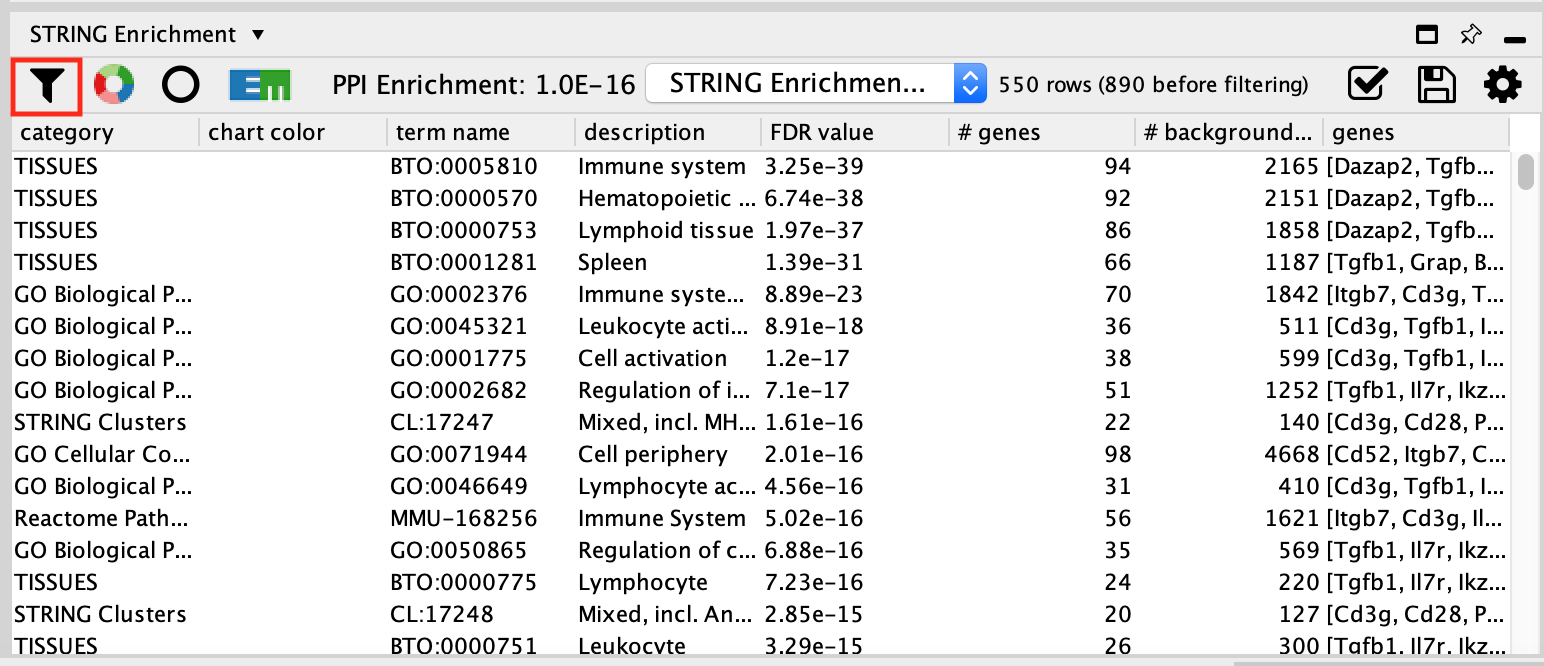 STRING Enrichment ▼
Em PPI Enrichment: 1.0E-16 STRING Enrichmen... 550 rows (890 before filtering)
category chart color term name description FDR value # genes # background... genes
TISSUES BTO:0005810 Immune system 3.25e-39 94 2165 [Dazap2, Tgfb...
TISSUES BTO:0000570 Hematopoietic ... 6.74e-38 92 2151 [Dazap2, Tgfb...
TISSUES BTO:0000753 Lymphoid tissue 1.97e-37 86 1858 [Dazap2, Tgfb...
TISSUES BTO:0001281 Spleen 1.39e-31 66 1187 [Tgfb1, Grap, B...
GO Biological P... GO:0002376 Immune syste... 8.89e-23 70 1842 [Itgb7, Cd3g, T...
GO Biological P... GO:0045321 Leukocyte acti... 8.91e-18 36 511 [Cd3g, Tgfb1, I...
GO Biological P... GO:0001775 Cell activation 1.2e-17 38 599 [Cd3g, Tgfb1, I...
GO Biological P... GO:0002682 Regulation of i... 7.1e-17 51 1252 [Tgfb1, Il7r, Ikz...
STRING Clusters CL:17247 Mixed, incl. MH... 1.61e-16 22 140 [Cd3g, Cd28, P...
GO Cellular Co... GO:0071944 Cell periphery 2.01e-16 98 4668 [Cd52, Itgb7, C...
GO Biological P... GO:0046649 Lymphocyte ac... 4.56e-16 31 410 [Cd3g, Tgfb1, I...
Reactome Path... MMU-168256 Immune System 5.02e-16 56 1621 [Itgb7, Cd3g, Il...
GO Biological P... GO:0050865 Regulation of c... 6.88e-16 35 569 [Tgfb1, Il7r, Ikz...
TISSUES BTO:0000775 Lymphocyte 7.23e-16 24 220 [Tgfb1, Il7r, Ikz...
STRING Clusters CL:17248 Mixed, incl. An... 2.85e-15 20 127 [Cd3g, Cd28, P...
TISSUES BTO:0000751 Leukocyte 3.29e-15 26 300 [Tgfb1, Il7r, Ikz...